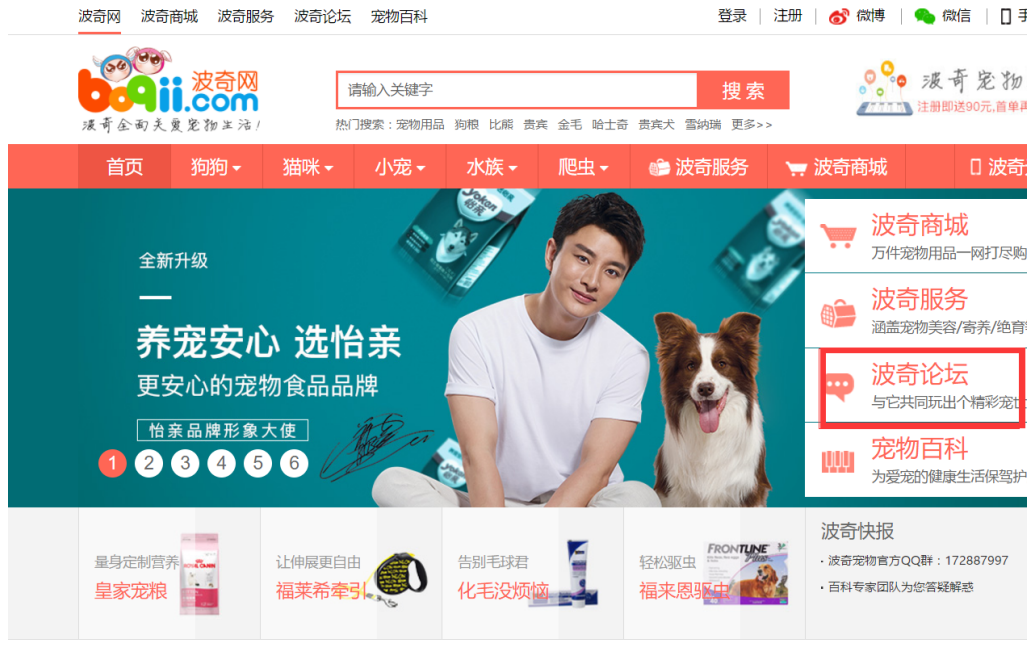 波奇网 波奇商城 波奇服务 波奇论坛 宠物百科 登录 注册 微博 微信
boqii.com 波奇网
波奇全面关爱宠物生活!
请输入关键字 搜索
热门搜索：宠物用品 狗粮 比熊 贵宾 金毛 哈士奇 贵宾犬 雪纳瑞 更多>>
波奇宠物
注册即送90元,首单再
首页 狗狗 猫咪 小宠 水族 爬虫 波奇服务 波奇商城 波奇
全新升级
养宠安心 选怡亲
更安心的宠物食品品牌
怡亲品牌形象大使
1 2 3 4 5 6
Yoken
怡亲
波奇商城
万件宠物用品一网打尽购
波奇服务
涵盖宠物美容/寄养/绝育
波奇论坛
与它共同玩出个精彩宠
宠物百科
为爱宠的健康生活保驾护
量身定制营养
皇家宠粮
ROYAL CANIN
让伸展更自由
福莱希牵引
告别毛球君
化毛没烦恼
轻松驱虫
福来恩驱虫
FRONTLINE
Plus
波奇快报
· 波奇宠物官方QQ群：172887997
· 百科专家团队为您答疑解惑